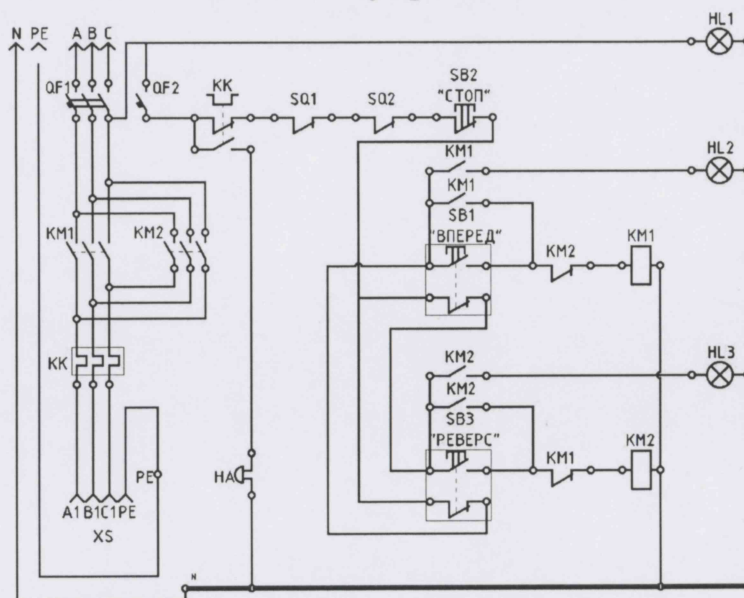 N PE A B C
HL1
QF1
QF2
KK
SQ1
SQ2
SB2
"СТОП"
HL2
KM1
KM1
SB1
"ВПЕРЕД"
KM1
KM2
KM2
KM1
HL3
KM2
KM2
SB3
"РЕВЕРС"
KK
KM1
KM2
PE
HA
A1 B1 C1 PE
XS
N